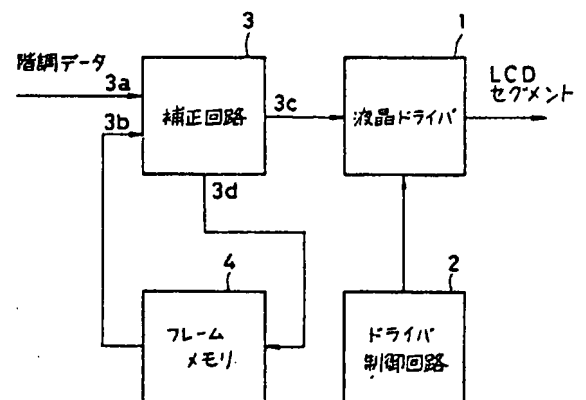 3
1
階調データ
3a
3b
補正回路
3c
液晶ドライバ
LCD
セグメント
3d
4
2
フレーム
メモリ
ドライバ
制御回路